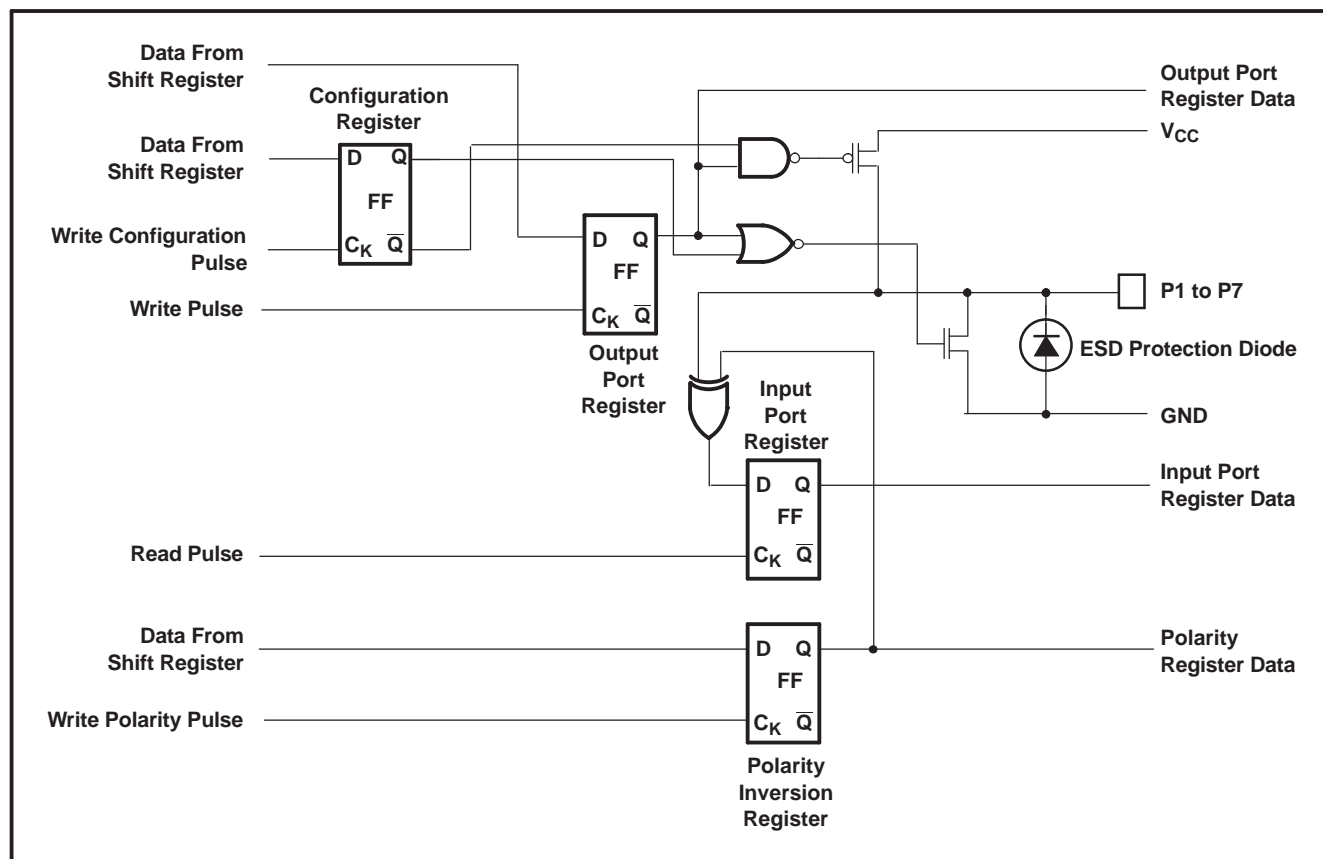 Data From
Shift Register
Configuration
Register
Data From
Shift Register
D Q
FF
CK Q̅
Write Configuration
Pulse
Write Pulse
D Q
FF
CK Q̅
Output
Port
Register
Output Port
Register Data
VCC
P1 to P7
ESD Protection Diode
GND
Input
Port
Register
D Q
FF
CK Q̅
Input Port
Register Data
Read Pulse
Data From
Shift Register
D Q
FF
CK Q̅
Polarity
Register Data
Write Polarity Pulse
Polarity
Inversion
Register